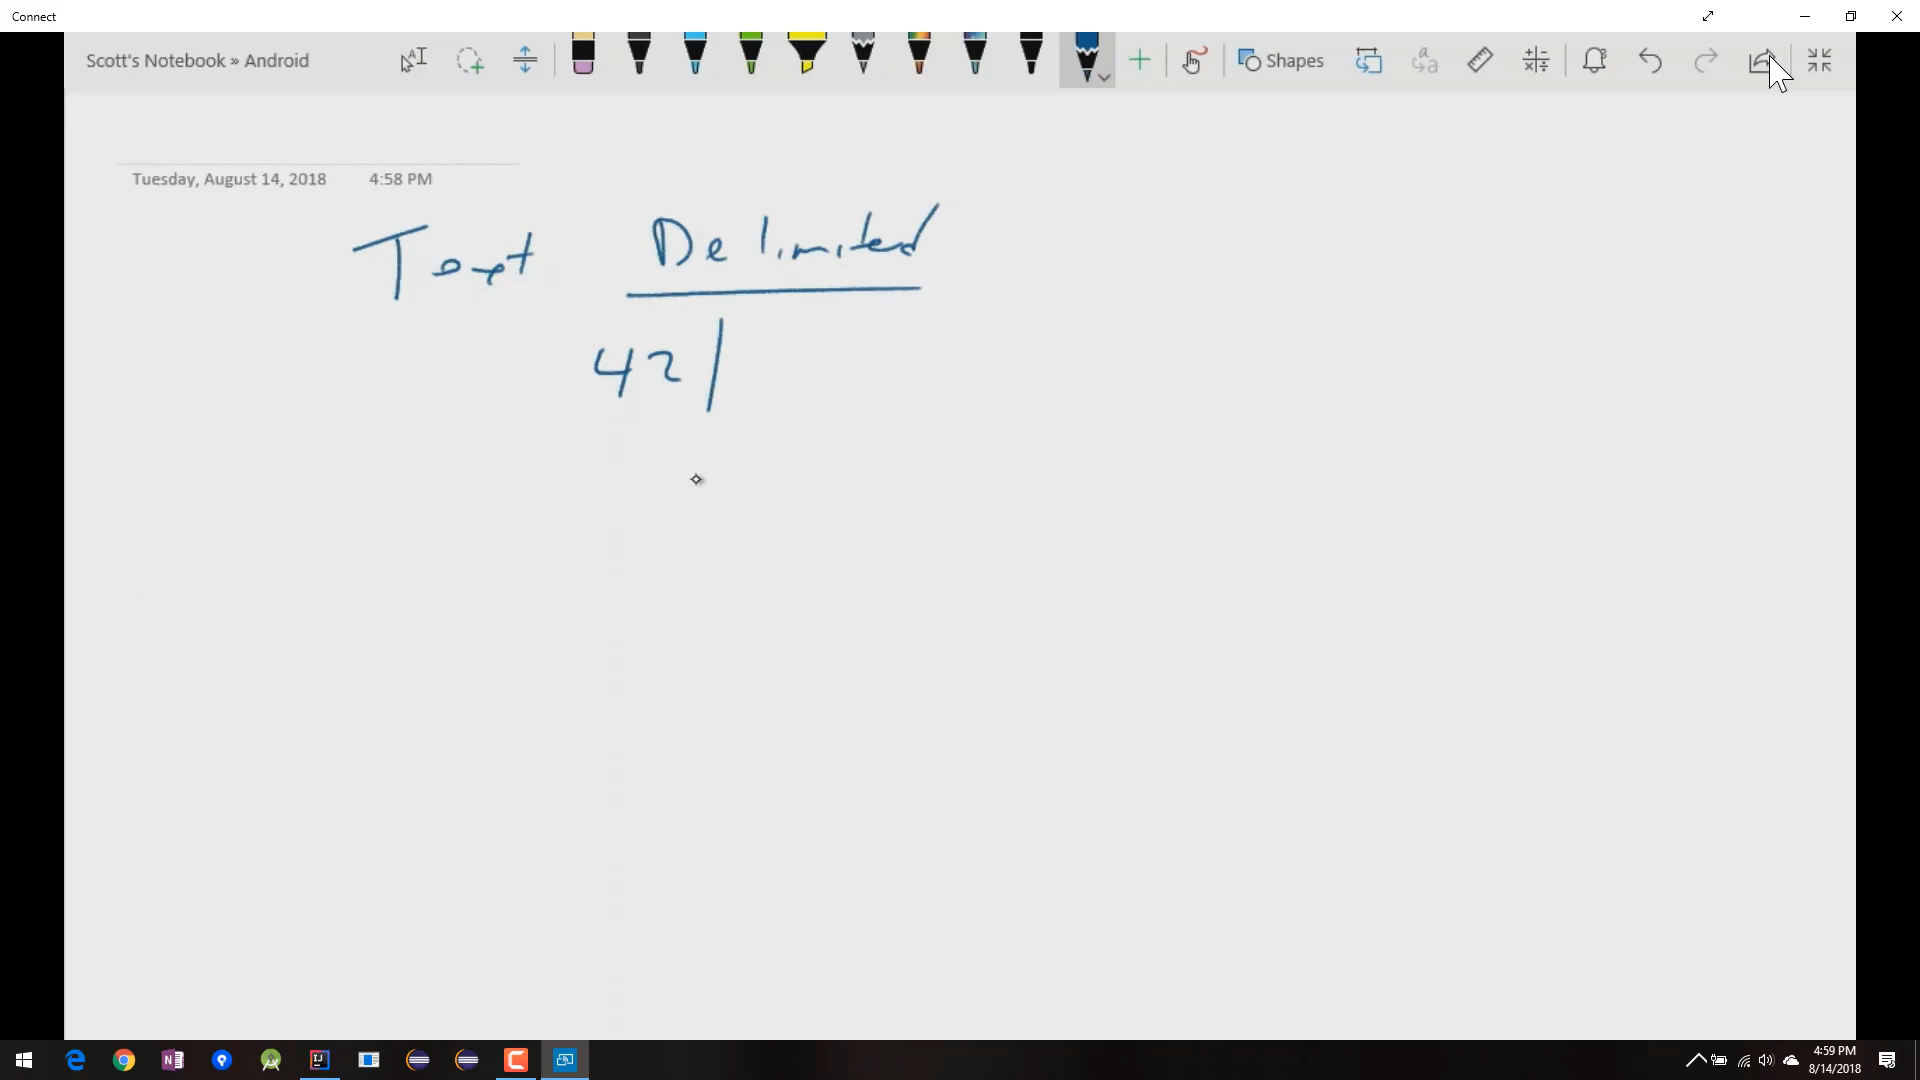 Connect
Scott's Notebook » Android
Shapes
Tuesday, August 14, 2018 4:58 PM
Text Delimited
42|
4:59 PM
8/14/2018